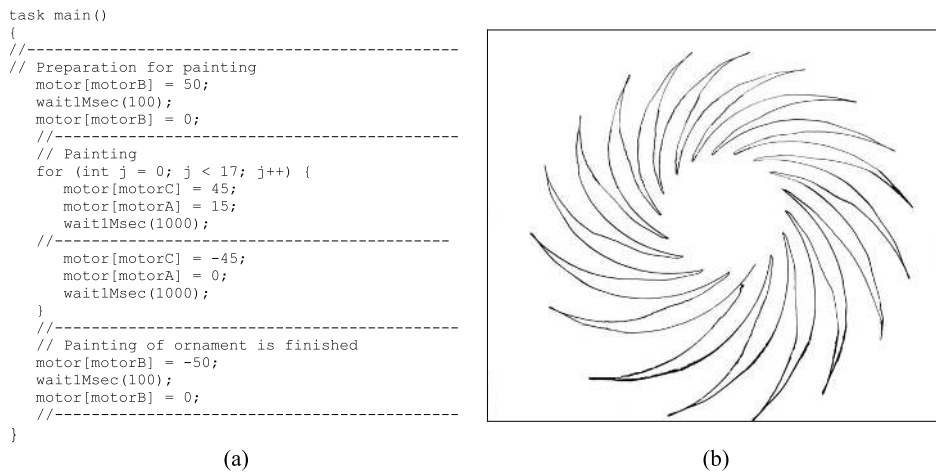 task main()
{
//-----------------------------------------------
// Preparation for painting
motor[motorB] = 50;
wait1Msec(100);
motor[motorB] = 0;
//--------------------------------------------
// Painting
for (int j = 0; j < 17; j++) {
motor[motorC] = 45;
motor[motorA] = 15;
wait1Msec(1000);
//-------------------------------------------
motor[motorC] = -45;
motor[motorA] = 0;
wait1Msec(1000);
}
//--------------------------------------------
// Painting of ornament is finished
motor[motorB] = -50;
wait1Msec(100);
motor[motorB] = 0;
//--------------------------------------------
}
(a)
(b)